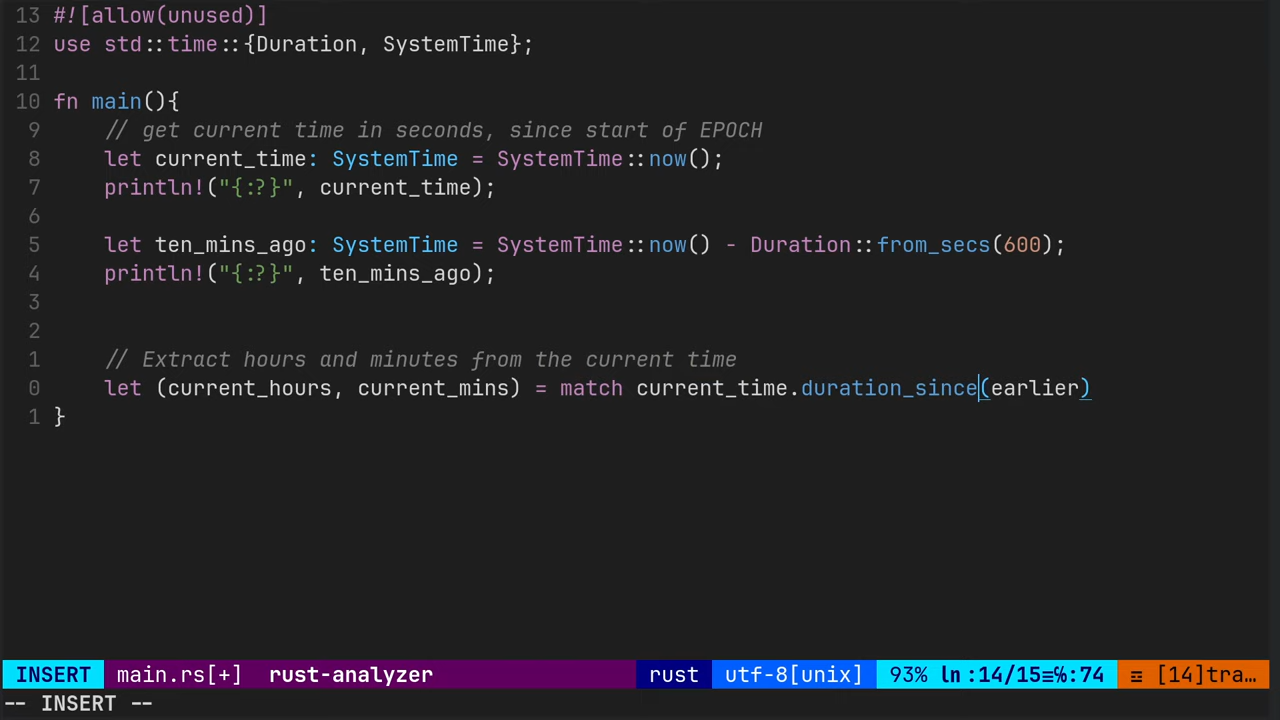 13 #![allow(unused)]
12 use std::time::{Duration, SystemTime};
11
10 fn main(){
9 // get current time in seconds, since start of EPOCH
8 let current_time: SystemTime = SystemTime::now();
7 println!("{:?}", current_time);
6
5 let ten_mins_ago: SystemTime = SystemTime::now() - Duration::from_secs(600);
4 println!("{:?}", ten_mins_ago);
3
2
1 // Extract hours and minutes from the current time
0 let (current_hours, current_mins) = match current_time.duration_since(earlier)
1 }
INSERT main.rs[+] rust-analyzer rust utf-8[unix] 93% ln:14/15≡℅:74 ☲ [14]tra…
-- INSERT --